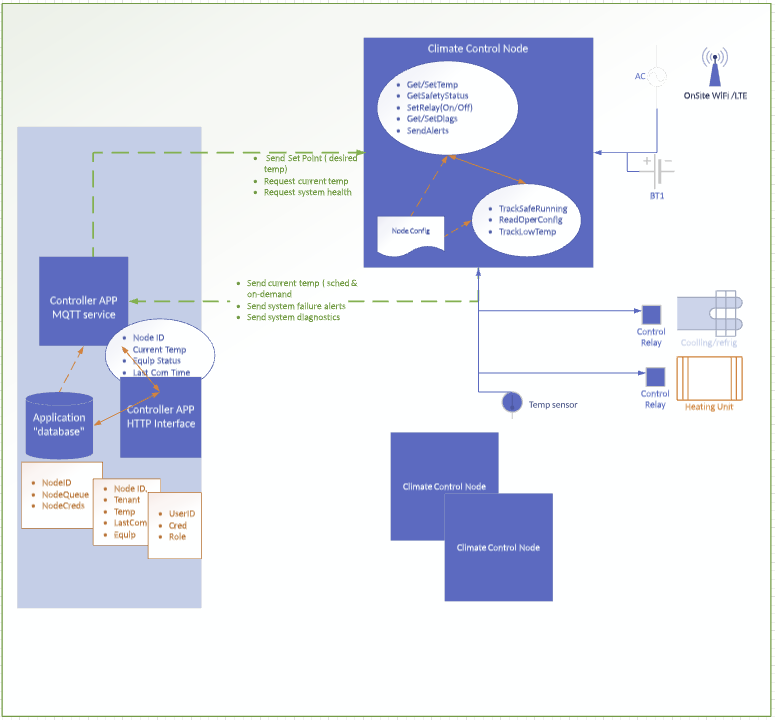 Climate Control Node
Get/SetTemp
GetSafetyStatus
SetRelay(On/Off)
Get/SetDiags
SendAlerts
AC
OnSite WiFi /LTE
Send Set Point ( desired
temp)
Request current temp
Request system health
BT1
TrackSafeRunning
ReadOperConfig
TrackLowTemp
Node Config
Send current temp ( sched &
on-demand
Send system failure alerts
Send system diagnostics
Controller APP
MQTT service
Node ID
Current Temp
Equip Status
Last Com Time
Control
Relay
Cooling/refrig
Control
Relay
Heating Unit
Temp sensor
Application
"database"
Controller APP
HTTP Interface
NodeID
NodeQueue
NodeCreds
Node ID,
Tenant
Temp
LastCom
Equip
UserID
Cred
Role
Climate Control Node
Climate Control Node